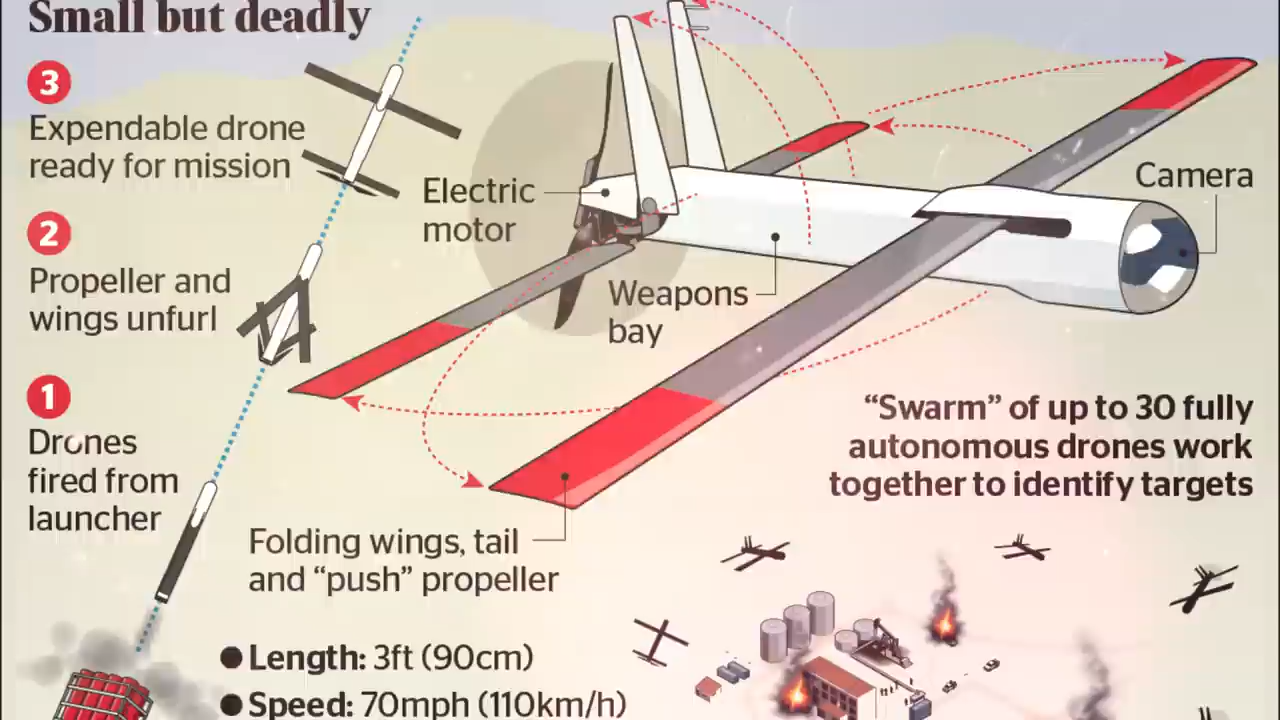 Small but deadly
3
Expendable drone
ready for mission
2
Propeller and
wings unfurl
1
Drones
fired from
launcher
Electric
motor
Weapons
bay
Camera
Folding wings, tail
and “push” propeller
“Swarm” of up to 30 fully
autonomous drones work
together to identify targets
● Length: 3ft (90cm)
● Speed: 70mph (110km/h)